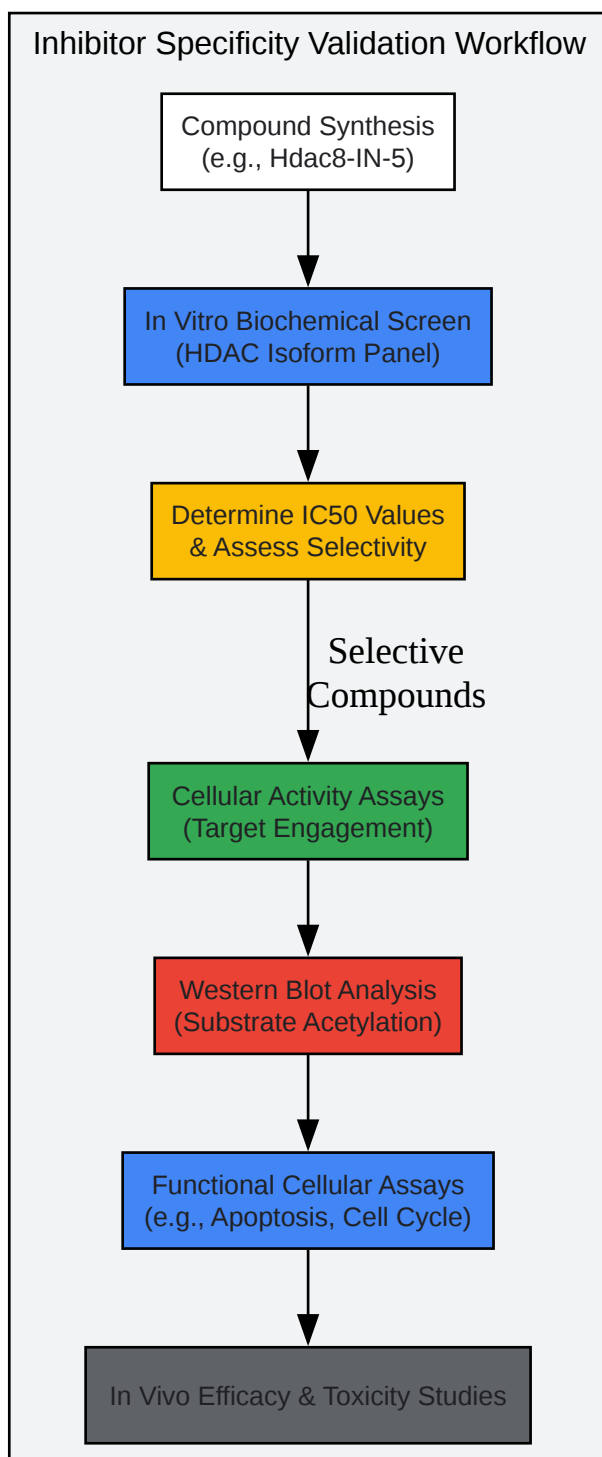 Inhibitor Specificity Validation Workflow
Compound Synthesis
(e.g., Hdac8-IN-5)
In Vitro Biochemical Screen
(HDAC Isoform Panel)
Determine IC50 Values
& Assess Selectivity
Selective
Compounds
Cellular Activity Assays
(Target Engagement)
Western Blot Analysis
(Substrate Acetylation)
Functional Cellular Assays
(e.g., Apoptosis, Cell Cycle)
In Vivo Efficacy & Toxicity Studies